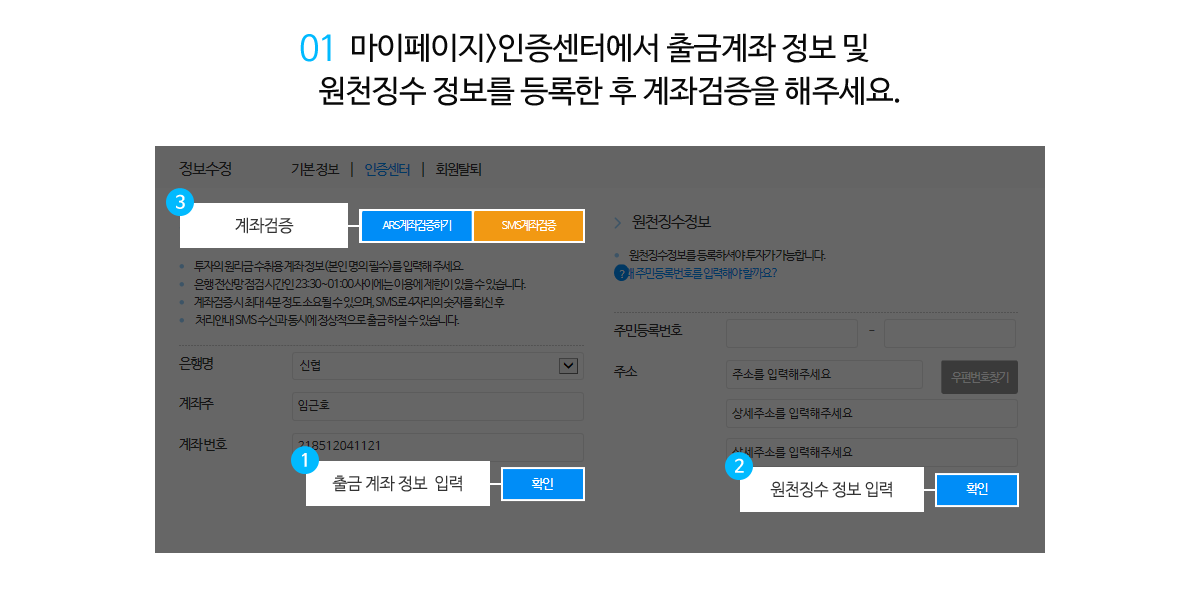 01 마이페이지>인증센터에서 출금계좌 정보 및
원천징수 정보를 등록한 후 계좌검증을 해주세요.
정보수정 기본 정보 | 인증센터 | 회원탈퇴
3
계좌검증 ARS계좌검증하기 SMS계좌검증
투자의 원리금 수취용 계좌 정보(본인 명의 필수)를 입력해 주세요.
은행 전산망 점검 시간인 23:30~01:00 사이에는 이용에 제한이 있을 수 있습니다.
계좌검증 시 최대 4분 정도 소요될 수 있으며, SMS로 4자리의 숫자를 회신 후
처리안내 SMS 수신과 동시에 정상적으로 출금 하실 수 있습니다.
은행명 신협
계좌주 임근호
계좌 번호 218512041121
1
출금 계좌 정보 입력 확인
> 원천징수정보
원천징수정보를 등록하셔야 투자가 가능합니다.
? 주민등록번호를 입력해야 할까요?
주민등록번호 -
주소 주소를 입력해주세요 우편번호찾기
상세주소를 입력해주세요
상세주소를 입력해주세요
2
원천징수 정보 입력 확인